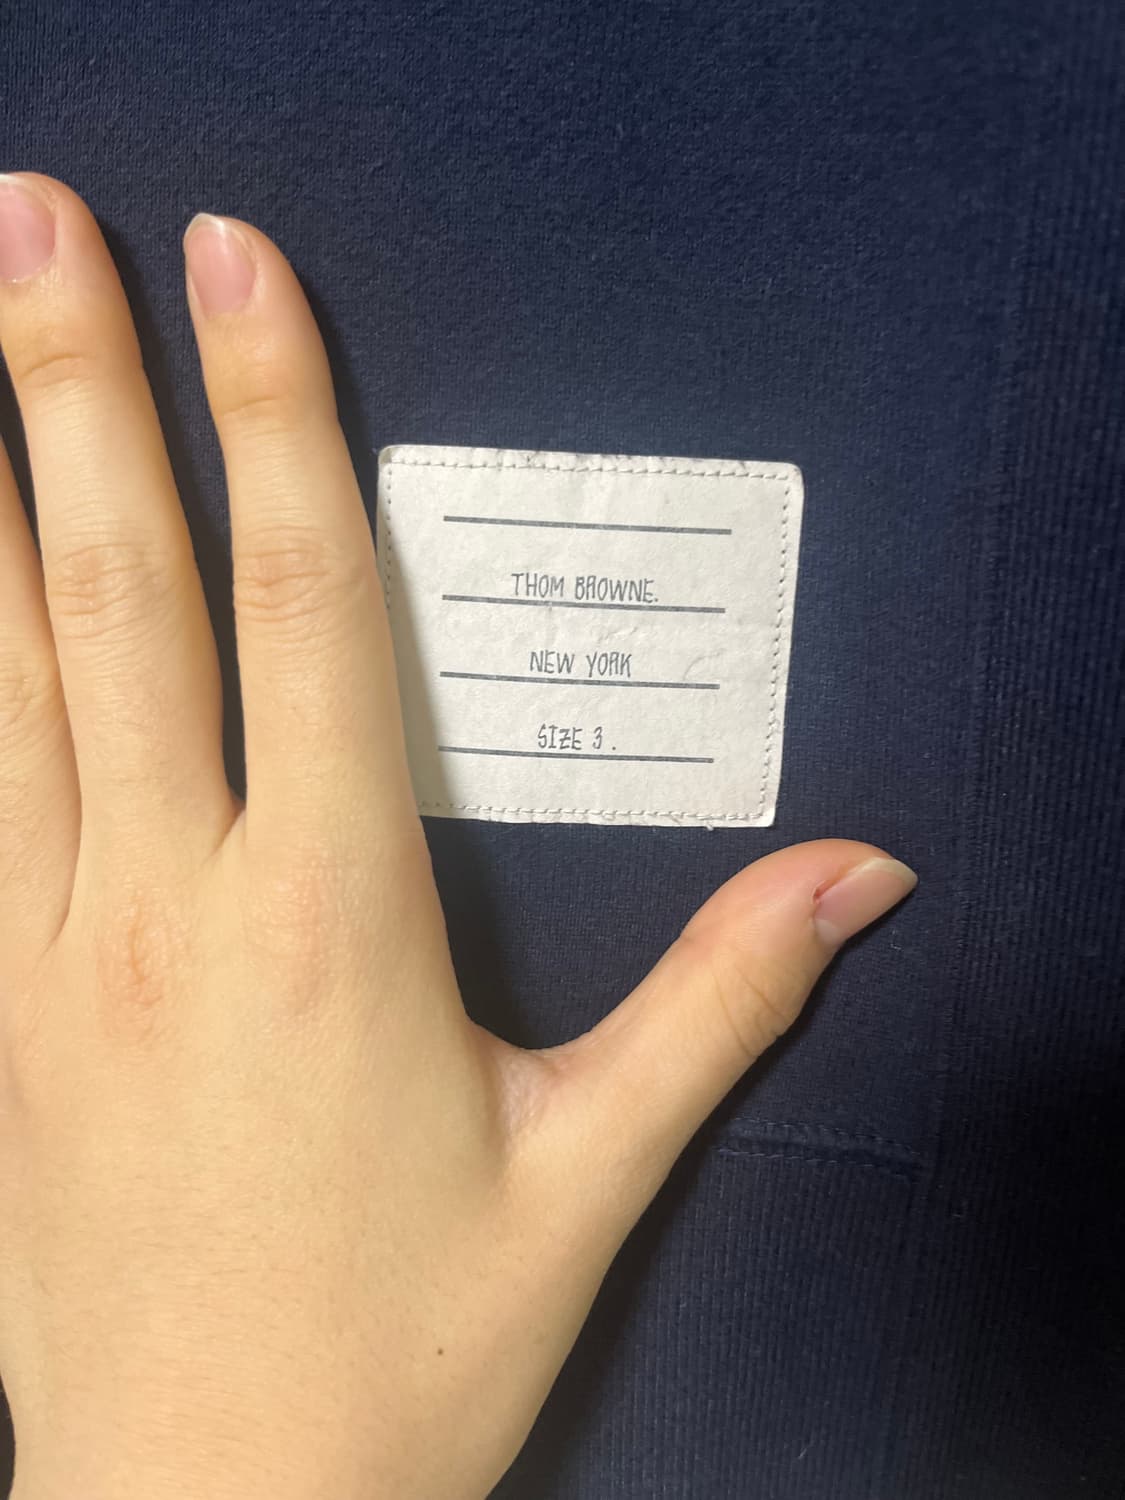 THOM BROWNE.
NEW YORK
SIZE 3 .